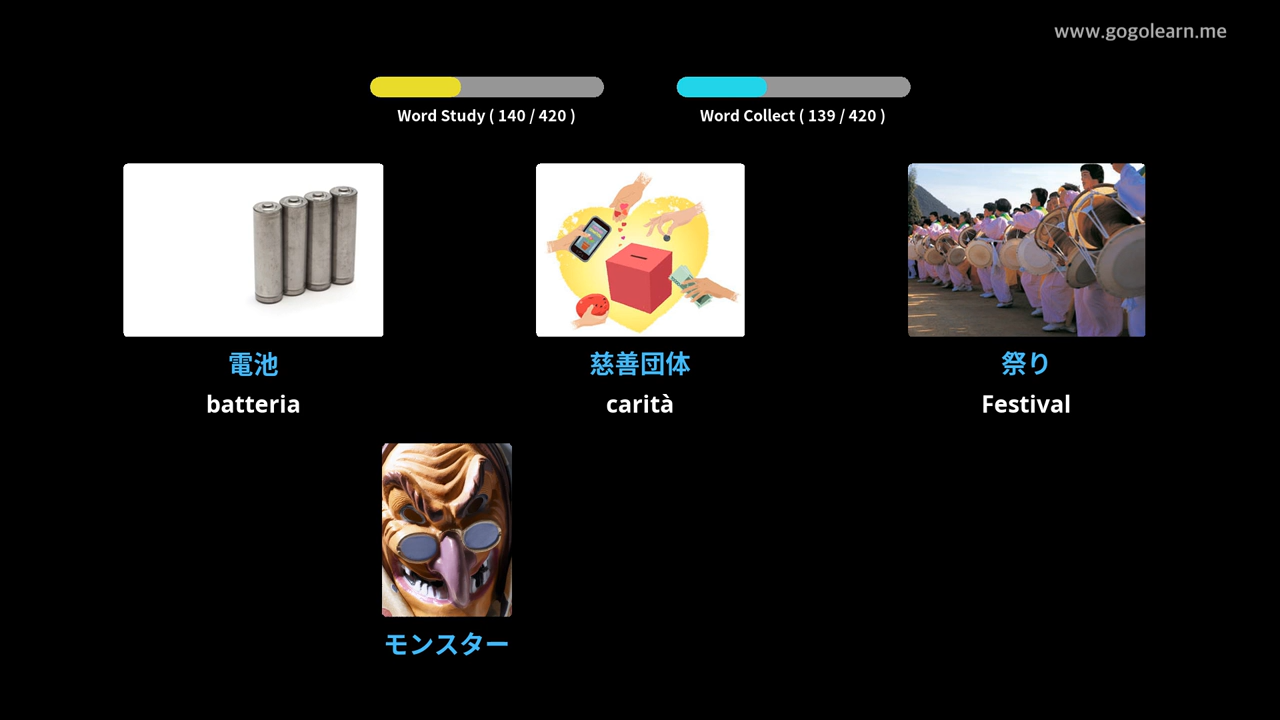 www.gogolearn.me
Word Study ( 140 / 420 )
Word Collect ( 139 / 420 )
電池
慈善団体
祭り
batteria
carità
Festival
モンスター